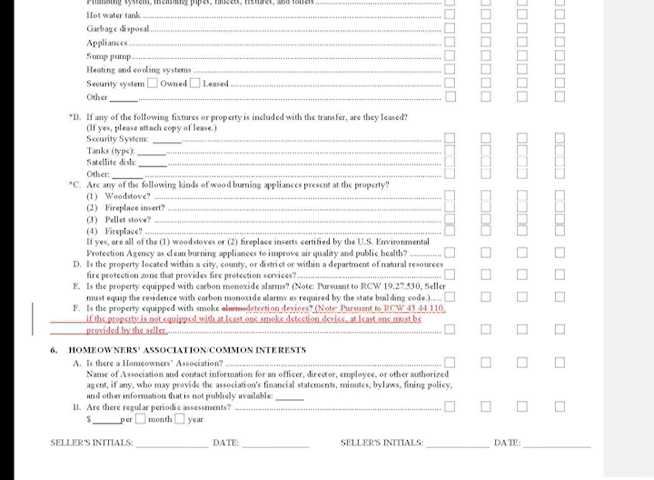 Plumbing system, including pipes, faucets, fixtures, and toilets
Hot water tank
Garbage disposal
Appliances
Sump pump
Heating and cooling systems
Security system □ Owned □ Leased
Other
*B. If any of the following fixtures or property is included with the transfer, are they leased?
(If yes, please attach copy of lease.)
Security System:
Tanks (type):
Satellite dish:
Other:
*C. Are any of the following kinds of wood burning appliances present at the property?
(1) Woodstove?
(2) Fireplace insert?
(3) Pellet stove?
(4) Fireplace?
If yes, are all of the (1) woodstoves or (2) fireplace inserts certified by the U.S. Environmental
Protection Agency as clean burning appliances to improve air quality and public health?
D. Is the property located within a city, county, or district or within a department of natural resources
fire protection zone that provides fire protection services?
E. Is the property equipped with carbon monoxide alarms? (Note: Pursuant to RCW 19.27.530, Seller
must equip the residence with carbon monoxide alarms as required by the state building code.)
F. Is the property equipped with smoke alarmsdetection devices? (Note: Pursuant to RCW 43.44.110,
if the property is not equipped with at least one smoke detection device, at least one must be
provided by the seller.
6. HOMEOWNERS' ASSOCIATION/COMMON INTERESTS
A. Is there a Homeowners' Association?
Name of Association and contact information for an officer, director, employee, or other authorized
agent, if any, who may provide the association's financial statements, minutes, bylaws, fining policy,
and other information that is not publicly available:
B. Are there regular periodic assessments?
$______per □ month □ year
SELLER'S INITIALS: ____________ DATE: ____________ SELLER'S INITIALS: ____________ DATE: ____________